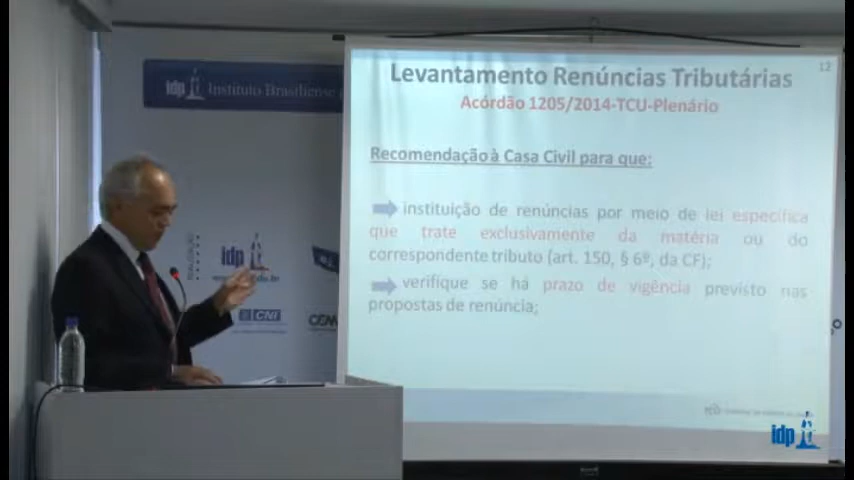 12
Levantamento Renúncias Tributárias
Acórdão 1205/2014-TCU-Plenário
Recomendação à Casa Civil para que:
instituição de renúncias por meio de lei específica
que trate exclusivamente da matéria ou do
correspondente tributo (art. 150, § 6º, da CF);
verifique se há prazo de vigência previsto nas
propostas de renúncia;
idp Instituto Brasiliense
REALIZAÇÃO
idp
CNI
idp